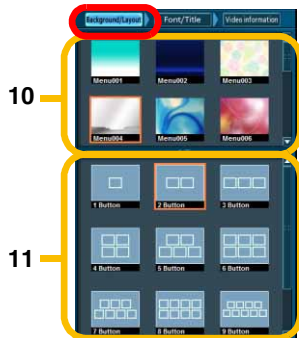 Background/Layout Font/Title Video information
10
Menu001 Menu002 Menu003
Menu004 Menu005 Menu006
11
1 Button 2 Button 3 Button
4 Button 5 Button 6 Button
7 Button 8 Button 9 Button